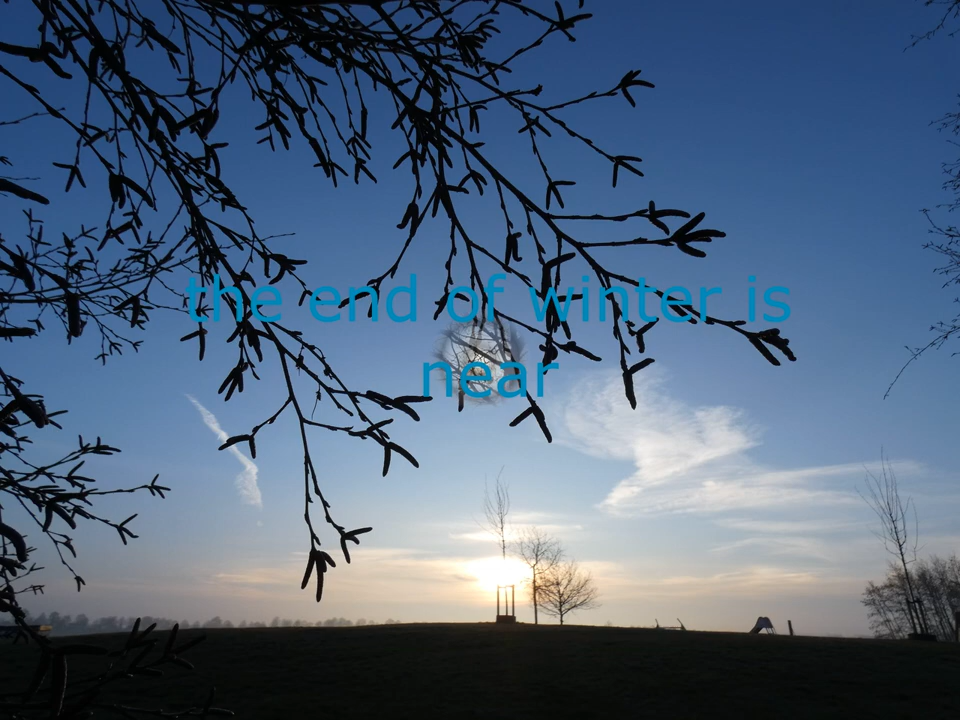 the end of winter is
near